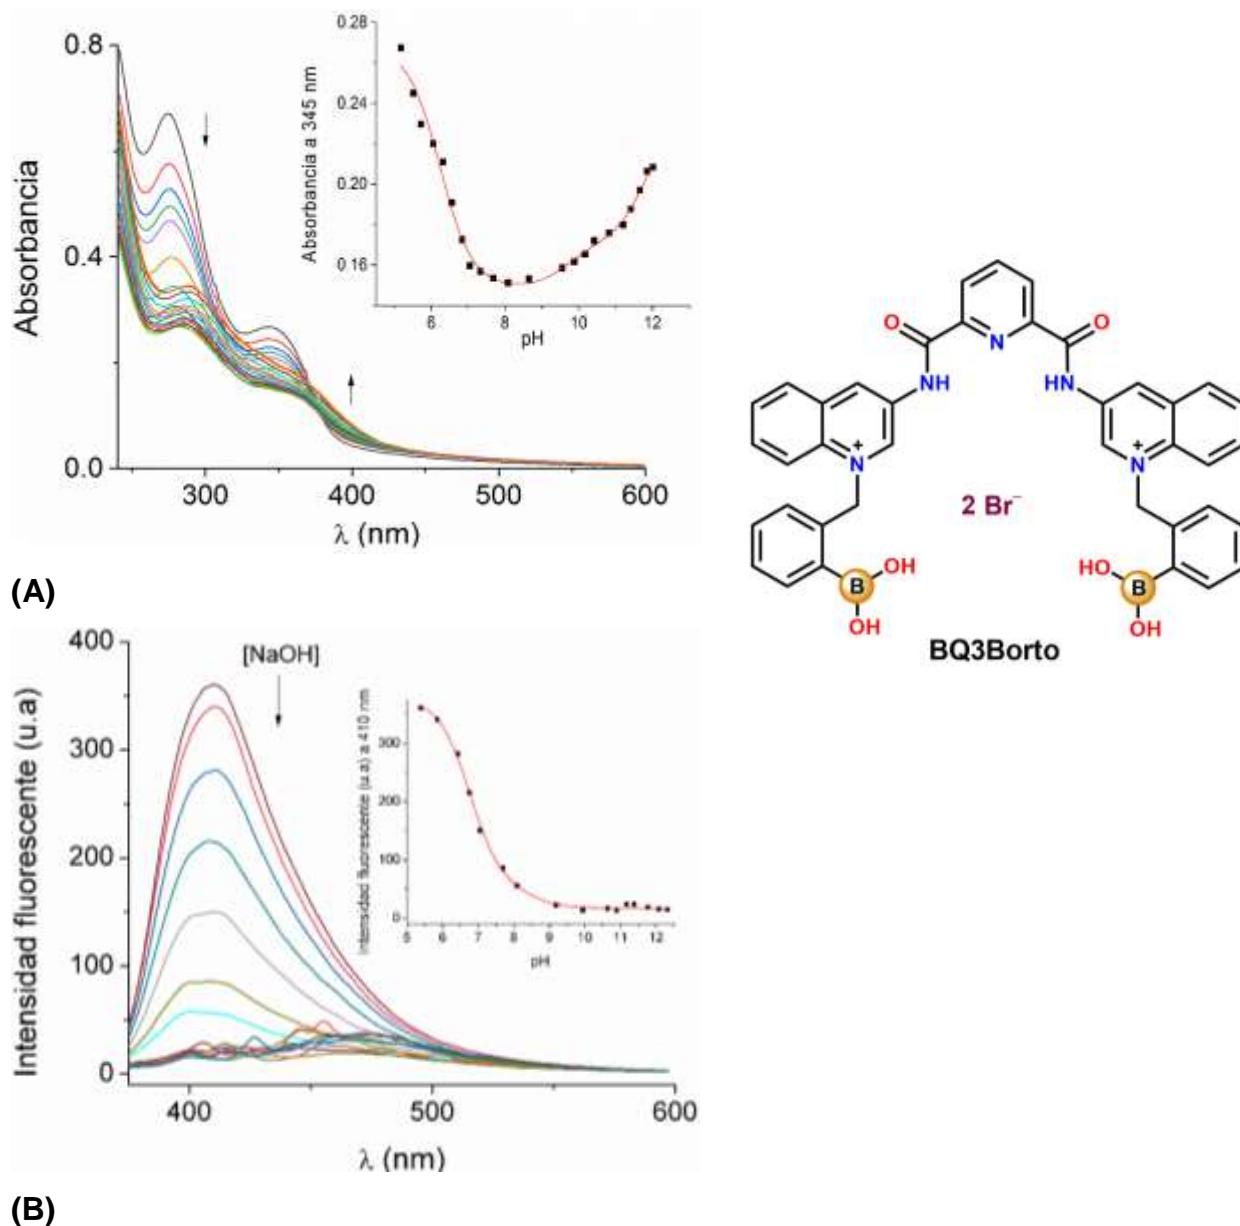 Absorbancia
0.8
0.4
0.0
300
400
500
600
λ (nm)
Absorbancia a 345 nm
0.28
0.24
0.20
0.16
6
8
10
12
pH
(A)
O
N
O
NH
HN
N
+
N
+
2 Br⁻
B
OH
OH
HO
B
OH
BQ3Borto
Intensidad fluorescente (u.a)
400
300
200
100
0
400
500
600
λ (nm)
[NaOH]
Intensidad fluorescente (u.a) a 410 nm
300
200
100
0
5
6
7
8
9
10
11
12
pH
(B)